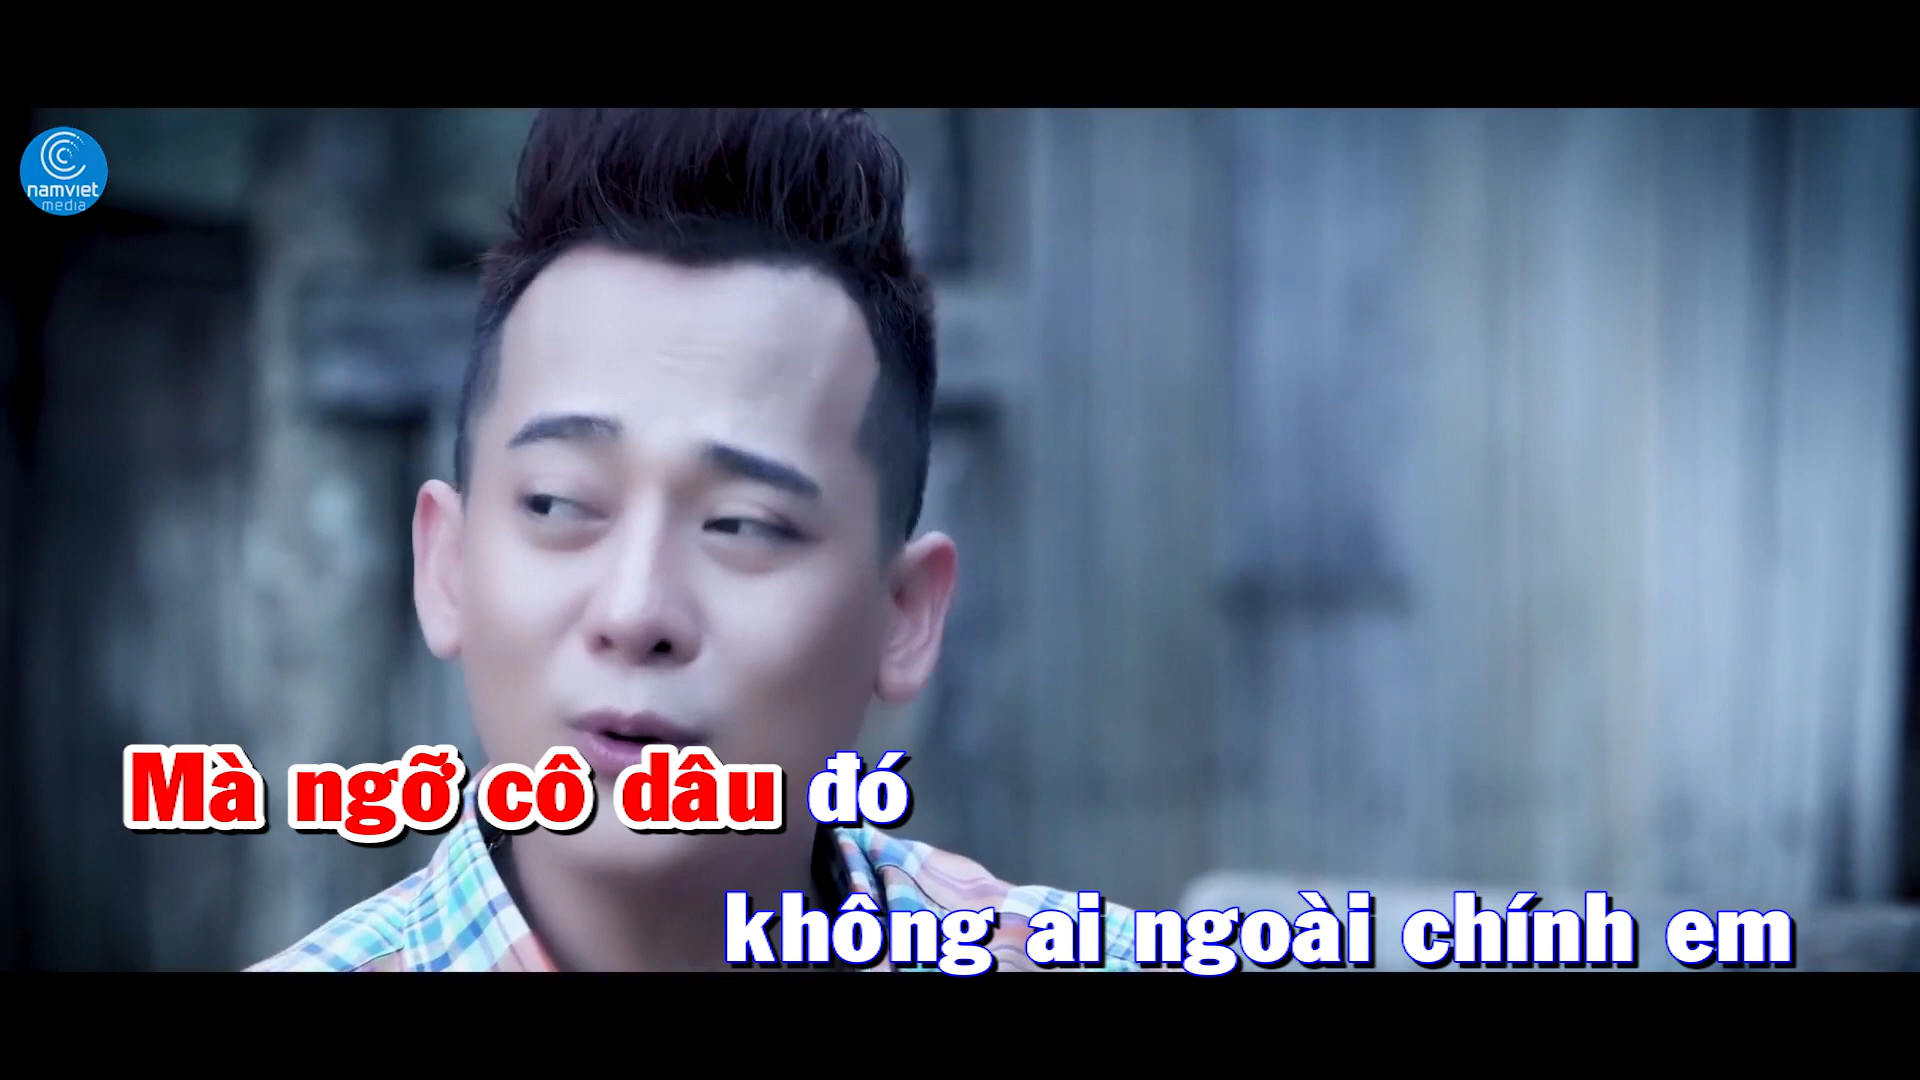 namviet
media
Mà ngỡ cô dâu đó
không ai ngoài chính em